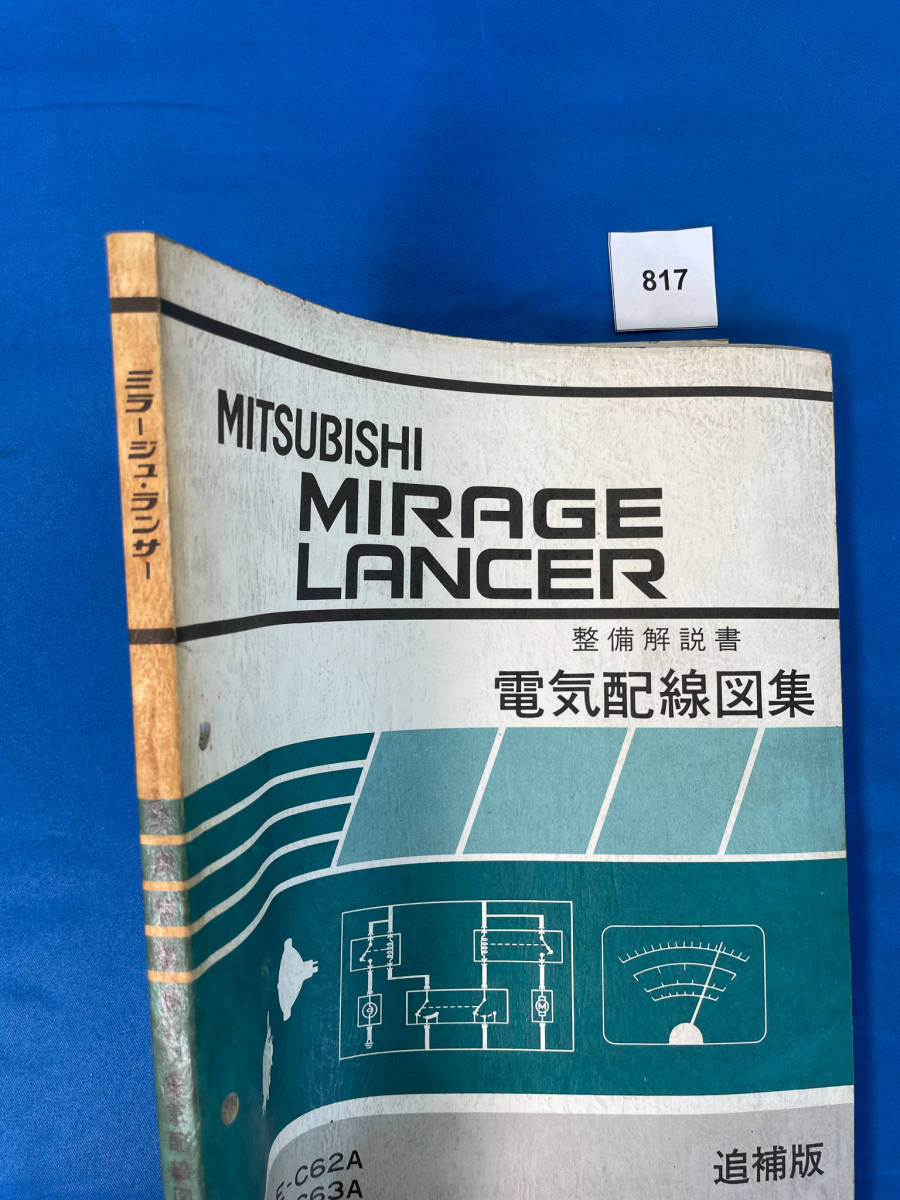 817
ミラージュ・ランサー
MITSUBISHI
MIRAGE
LANCER
整備解説書
電気配線図集
M
E-C62A
C63A
追補版